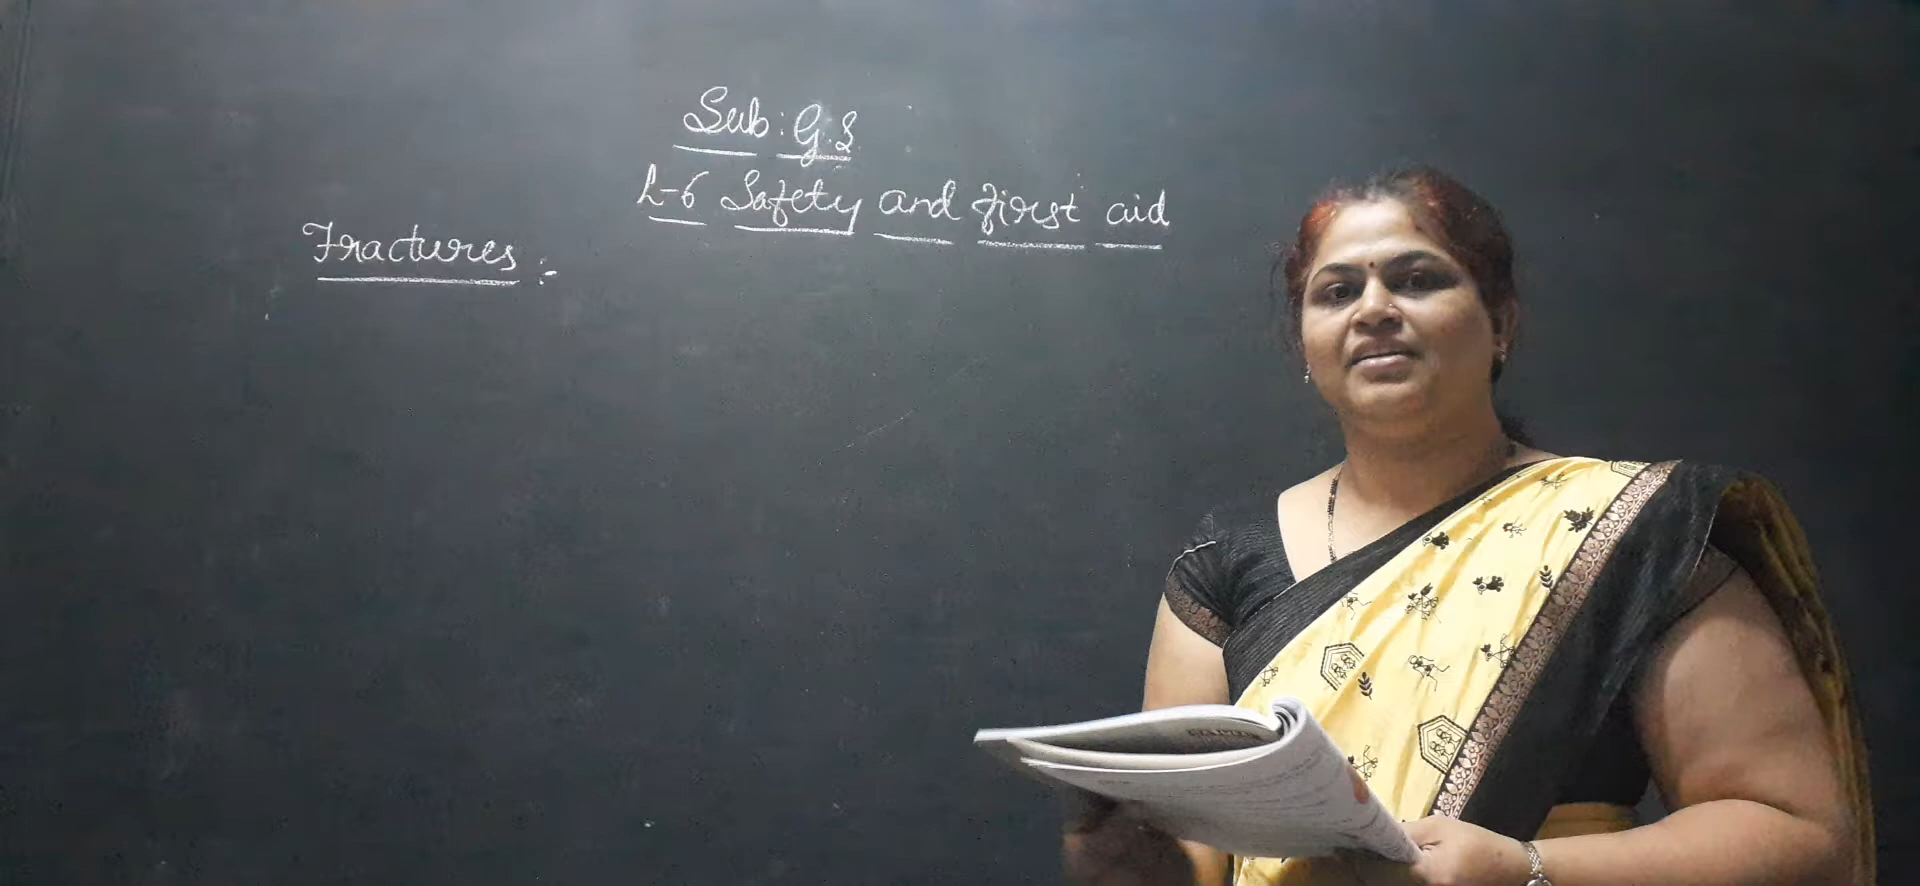 Sub: G.S
L-6 Safety and first aid
Fractures :-